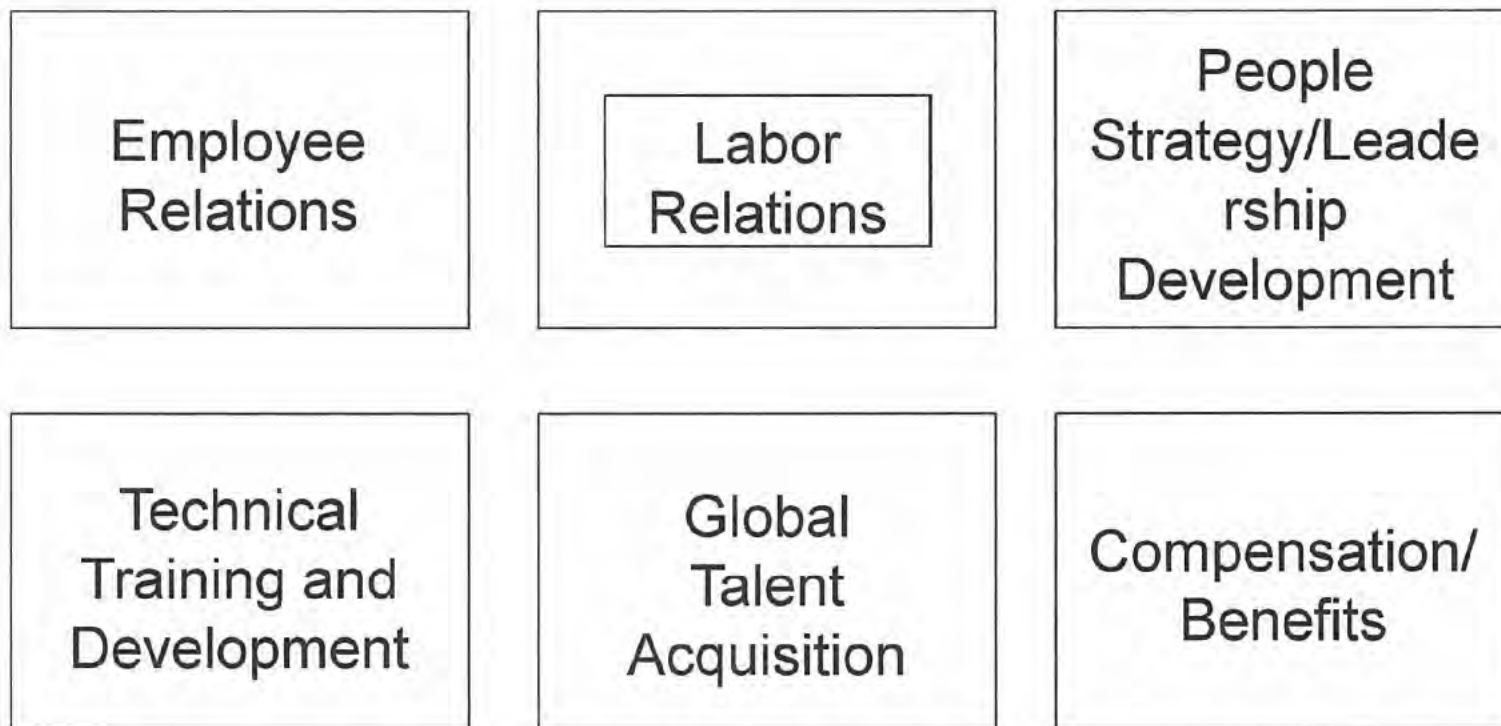 Employee
Relations
Labor
Relations
People
Strategy/Leade
rship
Development
Technical
Training and
Development
Global
Talent
Acquisition
Compensation/
Benefits